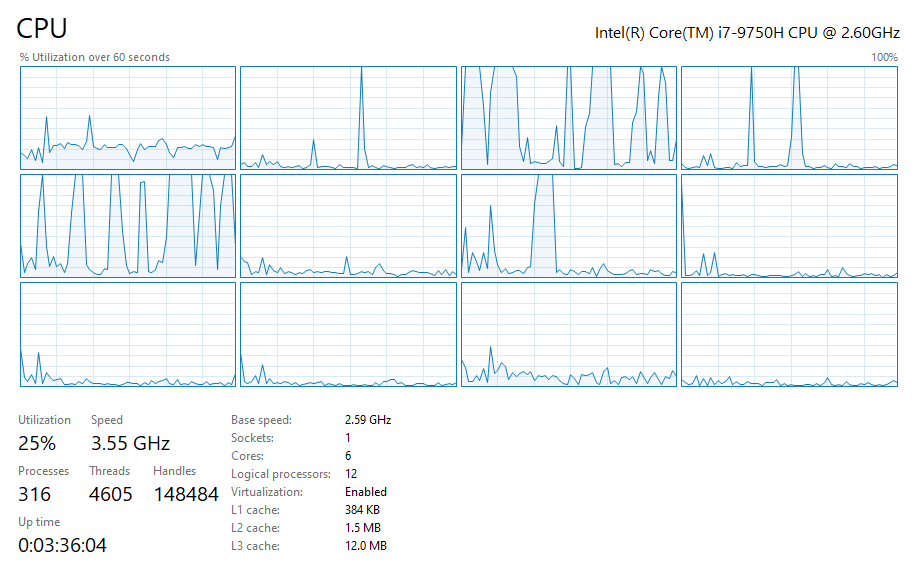 CPU
Intel(R) Core(TM) i7-9750H CPU @ 2.60GHz
% Utilization over 60 seconds
100%
Utilization
Speed
25%
3.55 GHz
Processes
Threads
Handles
316
4605
148484
Up time
0:03:36:04
Base speed:
2.59 GHz
Sockets:
1
Cores:
6
Logical processors:
12
Virtualization:
Enabled
L1 cache:
384 KB
L2 cache:
1.5 MB
L3 cache:
12.0 MB